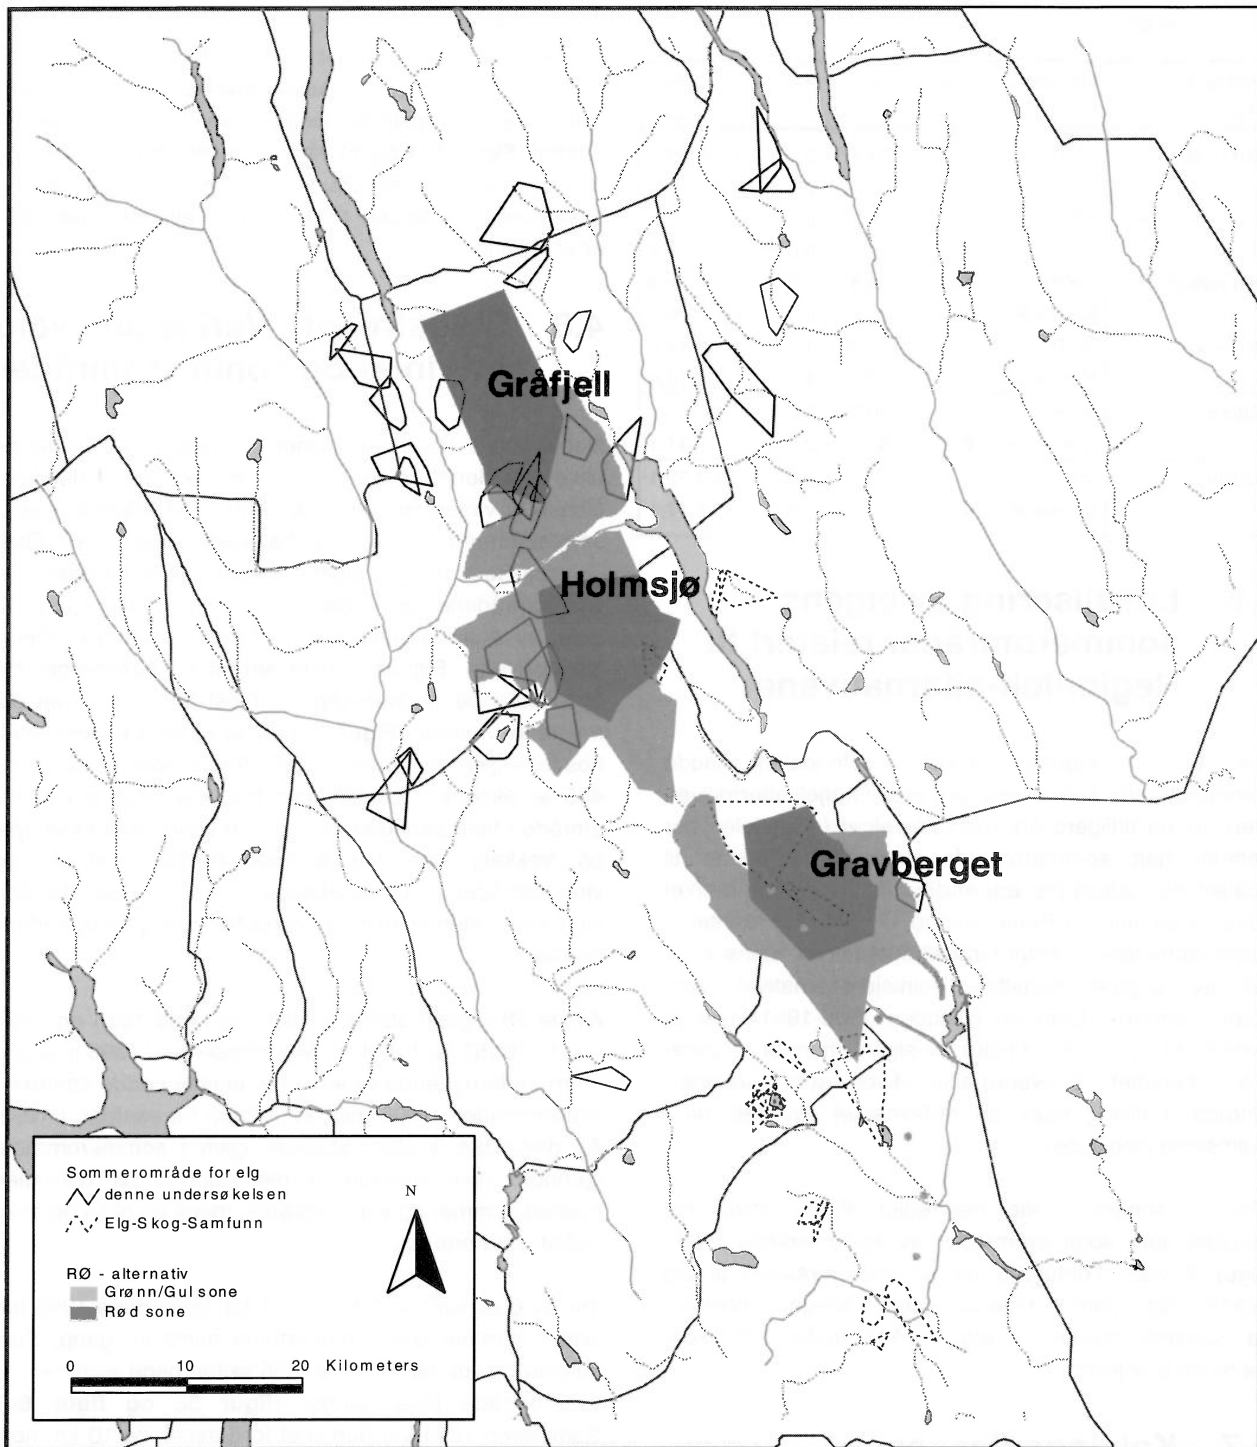 Gråfjell
Holmsjø
Gravberget
Sommerområde for elg
denne undersøkelsen
Elg-Skog-Samfunn
N
RØ - alternativ
Grønn/Gul sone
Rød sone
0 10 20 Kilometers